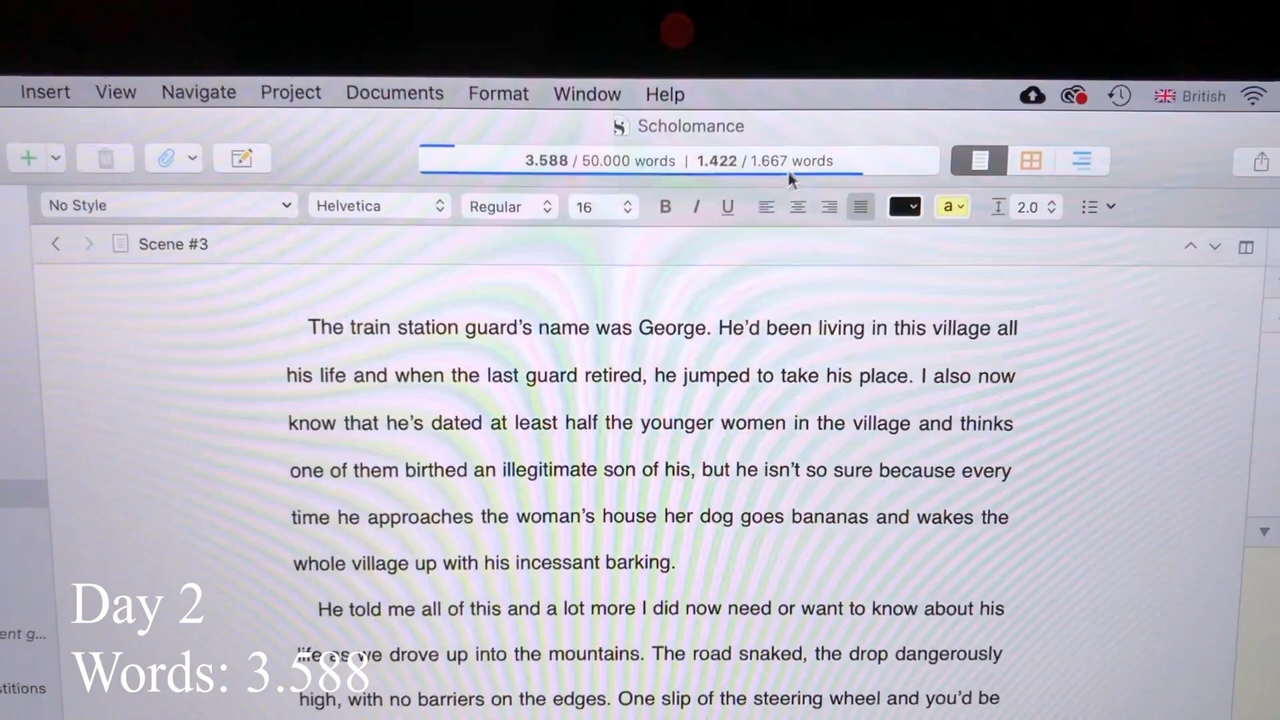 Insert View Navigate Project Documents Format Window Help British
Scholomance
3.588 / 50.000 words | 1.422 / 1.667 words
No Style Helvetica Regular 16 B I U a 2.0
Scene #3
The train station guard's name was George. He'd been living in this village all
his life and when the last guard retired, he jumped to take his place. I also now
know that he's dated at least half the younger women in the village and thinks
one of them birthed an illegitimate son of his, but he isn't so sure because every
time he approaches the woman's house her dog goes bananas and wakes the
whole village up with his incessant barking.
He told me all of this and a lot more I did now need or want to know about his
life as we drove up into the mountains. The road snaked, the drop dangerously
high, with no barriers on the edges. One slip of the steering wheel and you'd be
ent g...
titions
Day 2
Words: 3.588